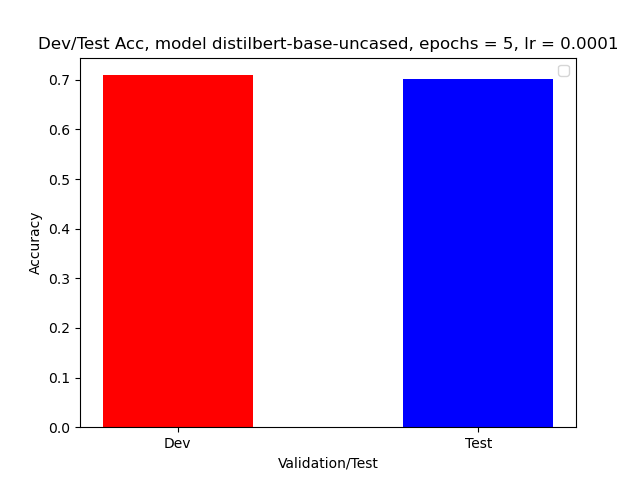 Dev/Test Acc, model distilbert-base-uncased, epochs = 5, lr = 0.0001
0.7
0.6
0.5
0.4
0.3
0.2
0.1
0.0
Accuracy
Dev Test
Validation/Test